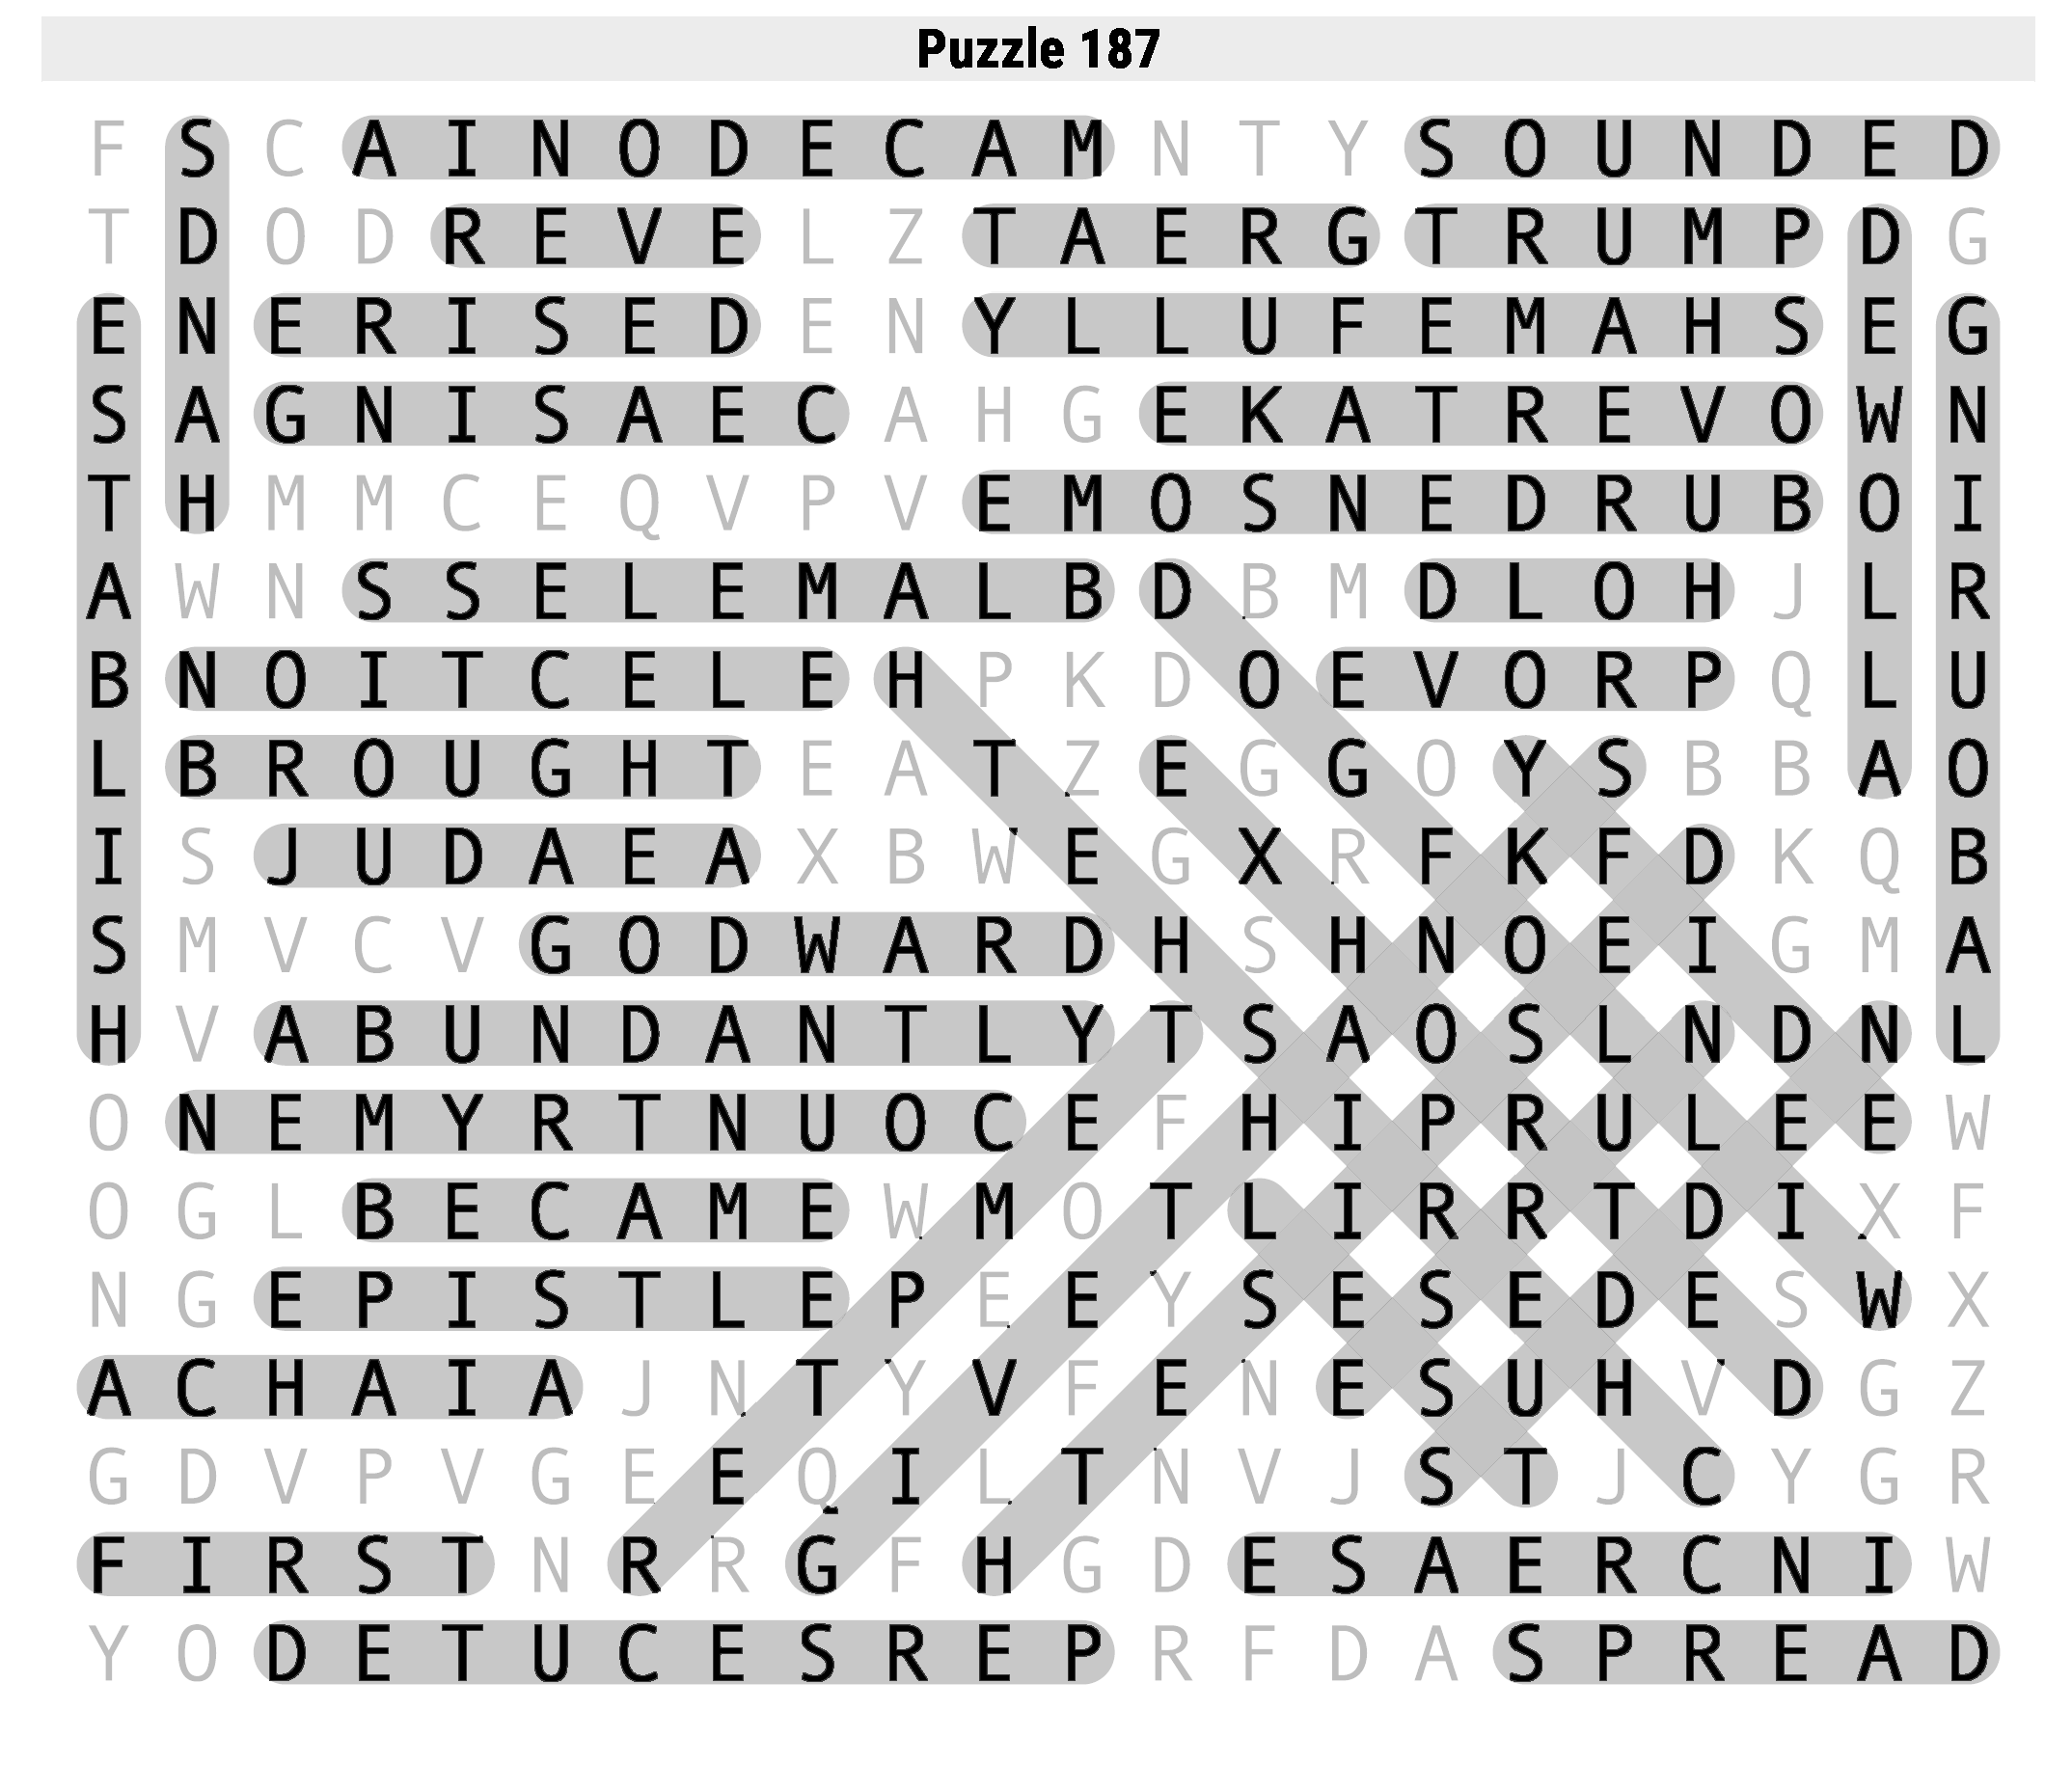 Puzzle 187
F S C A I N O D E C A M N T Y S O U N D E D
T D O D R E V E L Z T A E R G T R U M P D G
E N E R I S E D E N Y L L U F E M A H S E G
S A G N I S A E C A H G E K A T R E V O W N
T H M M C E Q V P V E M O S N E D R U B O I
A W N S S E L E M A L B D B M D L O H J L R
B N O I T C E L E H P K D O E V O R P Q L U
L B R O U G H T E A T Z E G G O Y S B B A O
I S J U D A E A X B W E G X R F K F D K Q B
S M V C V G O D W A R D H S H N O E I G M A
H V A B U N D A N T L Y T S A O S L N D N L
O N E M Y R T N U O C E F H I P R U L E E W
O G L B E C A M E W M O T L I R R T D I X F
N G E P I S T L E P E E Y S E S E D E S W X
A C H A I A J N T Y V F E N E S U H V D G Z
G D V P V G E E Q I L T N V J S T J C Y G R
F I R S T N R R G F H G D E S A E R C N I W
Y O D E T U C E S R E P R F D A S P R E A D